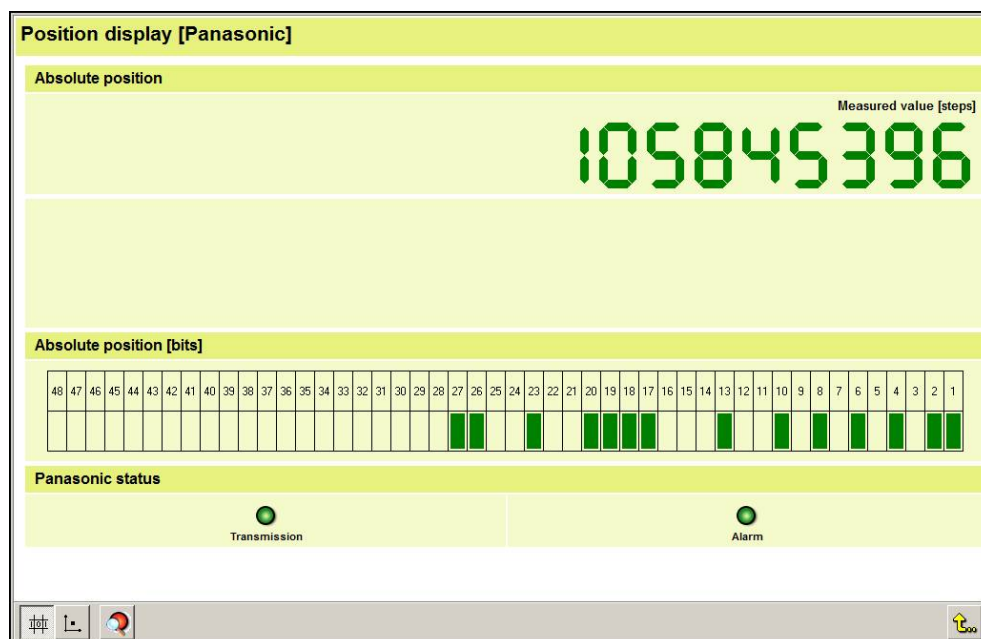 Position display [Panasonic]
Absolute position
Measured value [steps]
105845396
Absolute position [bits]
48 47 46 45 44 43 42 41 40 39 38 37 36 35 34 33 32 31 30 29 28 27 26 25 24 23 22 21 20 19 18 17 16 15 14 13 12 11 10 9 8 7 6 5 4 3 2 1
Panasonic status
Transmission Alarm